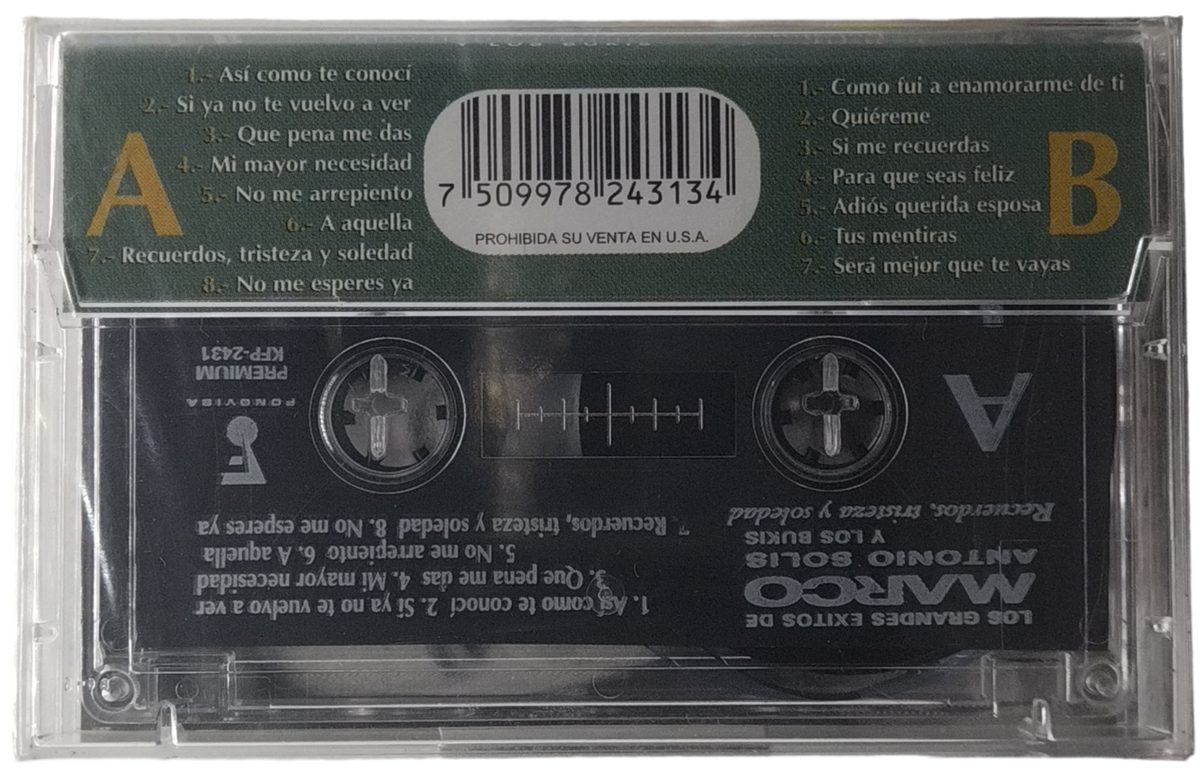 1.- Así como te conocí
2.- Si ya no te vuelvo a ver
3.- Que pena me das
4.- Mi mayor necesidad
5.- No me arrepiento
6.- A aquella
7.- Recuerdos, tristeza y soledad
8.- No me esperes ya
A
7 509978 243134
PROHIBIDA SU VENTA EN U.S.A.
1.- Como fui a enamorarme de ti
2.- Quiéreme
3.- Si me recuerdas
4.- Para que seas feliz
5.- Adiós querida esposa
6.- Tus mentiras
7.- Será mejor que te vayas
B
LOS GRANDES EXITOS DE
MARCO
ANTONIO SOLIS
Y LOS BUKIS
Recuerdos, tristeza y soledad
A
1. Así como te conocí 2. Si ya no te vuelvo a ver
3. Que pena me das 4. Mi mayor necesidad
5. No me arrepiento 6. A aquella
7. Recuerdos, tristeza y soledad 8. No me esperes ya
FONOVISA
PREMIUM
KFP-2431